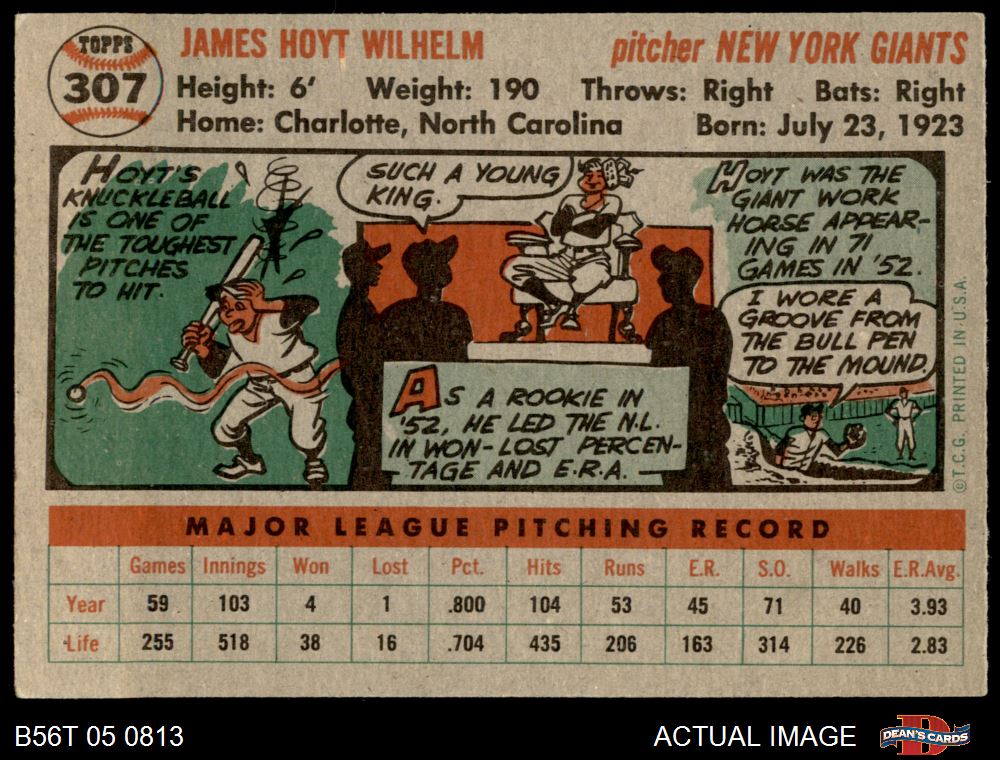 TOPPS
307
JAMES HOYT WILHELM
pitcher NEW YORK GIANTS
Height: 6' Weight: 190 Throws: Right Bats: Right
Home: Charlotte, North Carolina Born: July 23, 1923
HOYT'S
KNUCKLEBALL
IS ONE OF
THE TOUGHEST
PITCHES
TO HIT.
SUCH A YOUNG
KING.
AS A ROOKIE IN
'52, HE LED THE N.L.
IN WON-LOST PERCEN-
TAGE AND E.R.A.
HOYT WAS THE
GIANT WORK
HORSE APPEAR-
ING IN 71
GAMES IN '52.
I WORE A
GROOVE FROM
THE BULL PEN
TO THE MOUND.
©T.C.G. PRINTED IN U.S.A.
MAJOR LEAGUE PITCHING RECORD
Games Innings Won Lost Pct. Hits Runs E.R. S.O. Walks E.R.Avg.
Year 59 103 4 1 .800 104 53 45 71 40 3.93
Life 255 518 38 16 .704 435 206 163 314 226 2.83
B56T 05 0813
ACTUAL IMAGE
D
DEAN'S CARDS